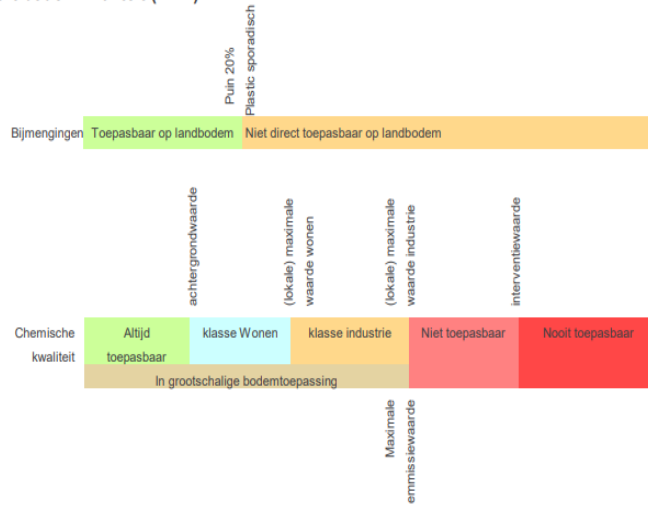 Puin 20%
Plastic sporadisch
Bijmengingen
Toepasbaar op landbodem
Niet direct toepasbaar op landbodem
achtergrondwaarde
(lokale) maximale
waarde wonen
(lokale) maximale
waarde industrie
interventiewaarde
Chemische
kwaliteit
Altijd
toepasbaar
klasse Wonen
klasse industrie
Niet toepasbaar
Nooit toepasbaar
In grootschalige bodemtoepassing
Maximale
emmissiewaarde